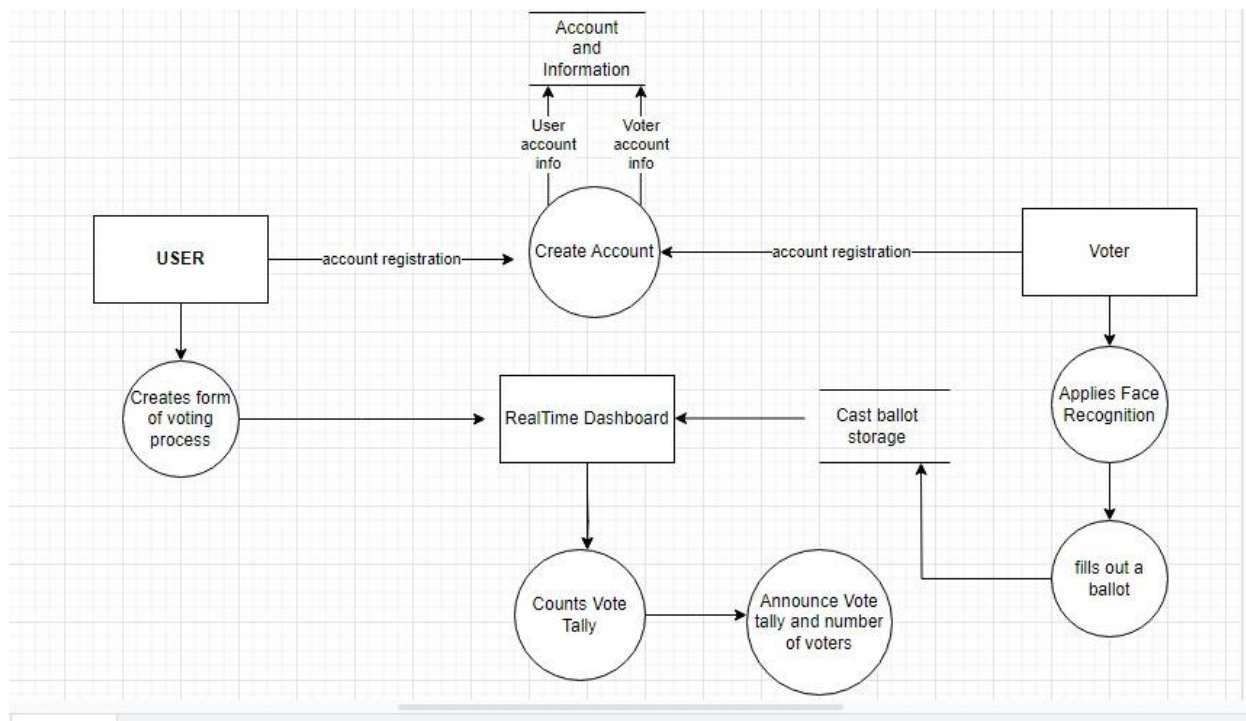 Account
and
Information
User
account
info
Voter
account
info
USER
account registration
Create Account
account registration
Voter
Creates form
of voting
process
RealTime Dashboard
Cast ballot
storage
Applies Face
Recognition
Counts Vote
Tally
Announce Vote
tally and number
of voters
fills out a
ballot